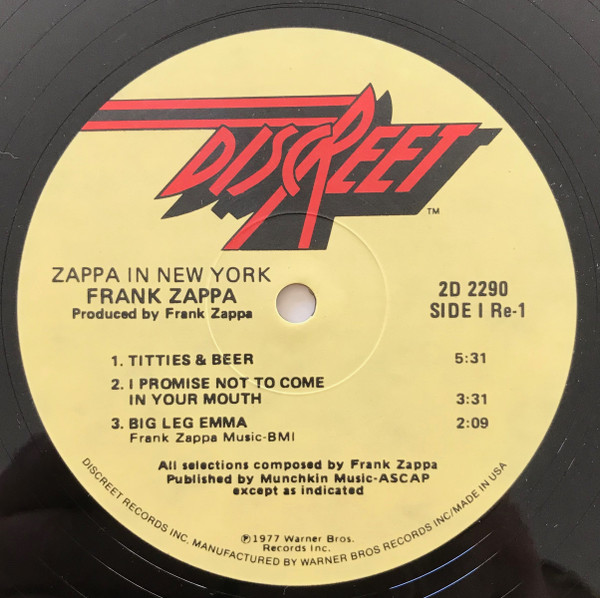 DISCREET
TM
ZAPPA IN NEW YORK
FRANK ZAPPA
Produced by Frank Zappa
2D 2290
SIDE I Re-1
1. TITTIES & BEER 5:31
2. I PROMISE NOT TO COME
IN YOUR MOUTH 3:31
3. BIG LEG EMMA 2:09
Frank Zappa Music-BMI
All selections composed by Frank Zappa
Published by Munchkin Music-ASCAP
except as indicated
℗1977 Warner Bros.
Records Inc.
DISCREET RECORDS INC. MANUFACTURED BY WARNER BROS RECORDS INC/MADE IN USA